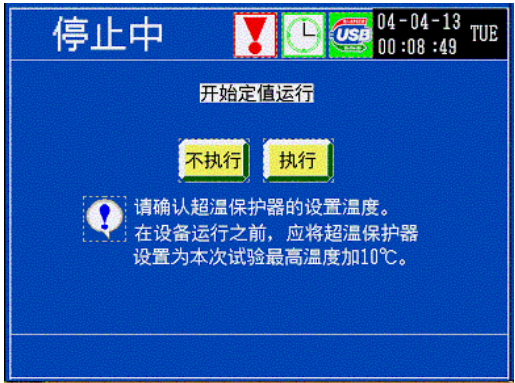 停止中
USB
04-04-13
00:08:49
TUE
开始定值运行
不执行
执行
请确认超温保护器的设置温度。
在设备运行之前，应将超温保护器
设置为本次试验最高温度加10℃。